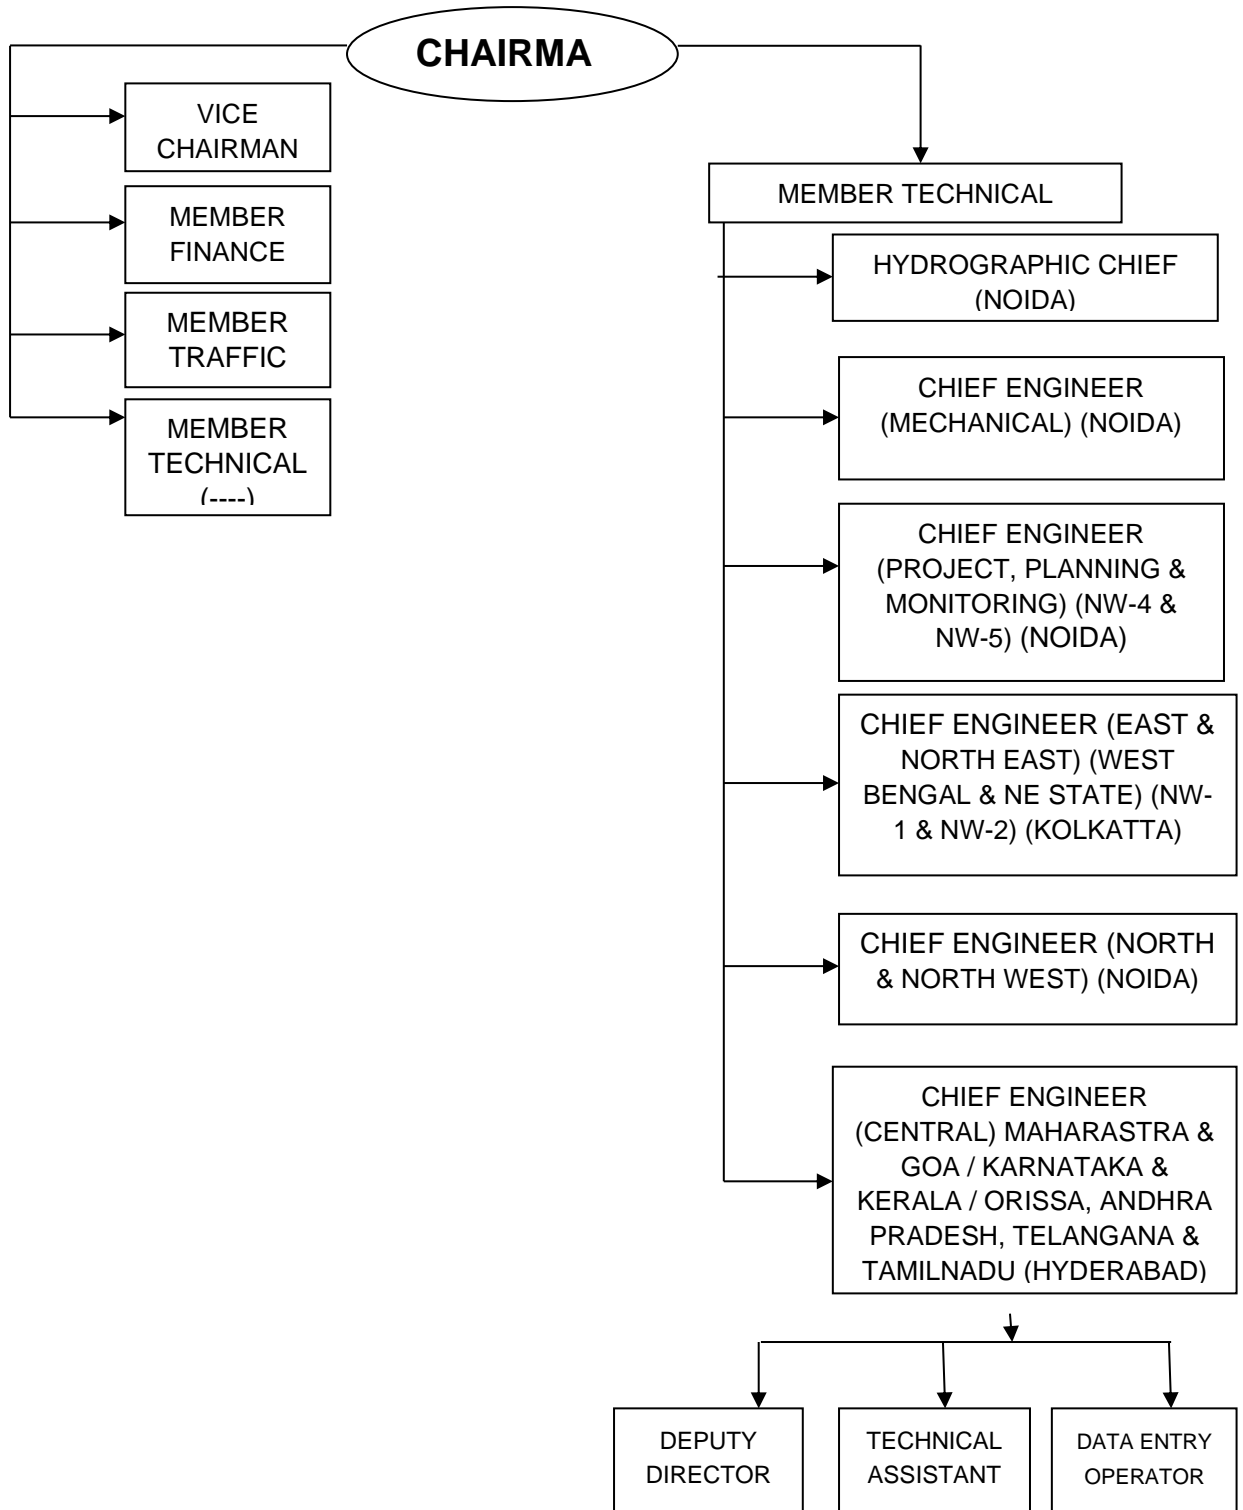 CHAIRMA
VICE
CHAIRMAN
MEMBER
FINANCE
MEMBER
TRAFFIC
MEMBER
TECHNICAL
(----)
MEMBER TECHNICAL
HYDROGRAPHIC CHIEF
(NOIDA)
CHIEF ENGINEER
(MECHANICAL) (NOIDA)
CHIEF ENGINEER
(PROJECT, PLANNING &
MONITORING) (NW-4 &
NW-5) (NOIDA)
CHIEF ENGINEER (EAST &
NORTH EAST) (WEST
BENGAL & NE STATE) (NW-
1 & NW-2) (KOLKATTA)
CHIEF ENGINEER (NORTH
& NORTH WEST) (NOIDA)
CHIEF ENGINEER
(CENTRAL) MAHARASTRA &
GOA / KARNATAKA &
KERALA / ORISSA, ANDHRA
PRADESH, TELANGANA &
TAMILNADU (HYDERABAD)
DEPUTY
DIRECTOR
TECHNICAL
ASSISTANT
DATA ENTRY
OPERATOR